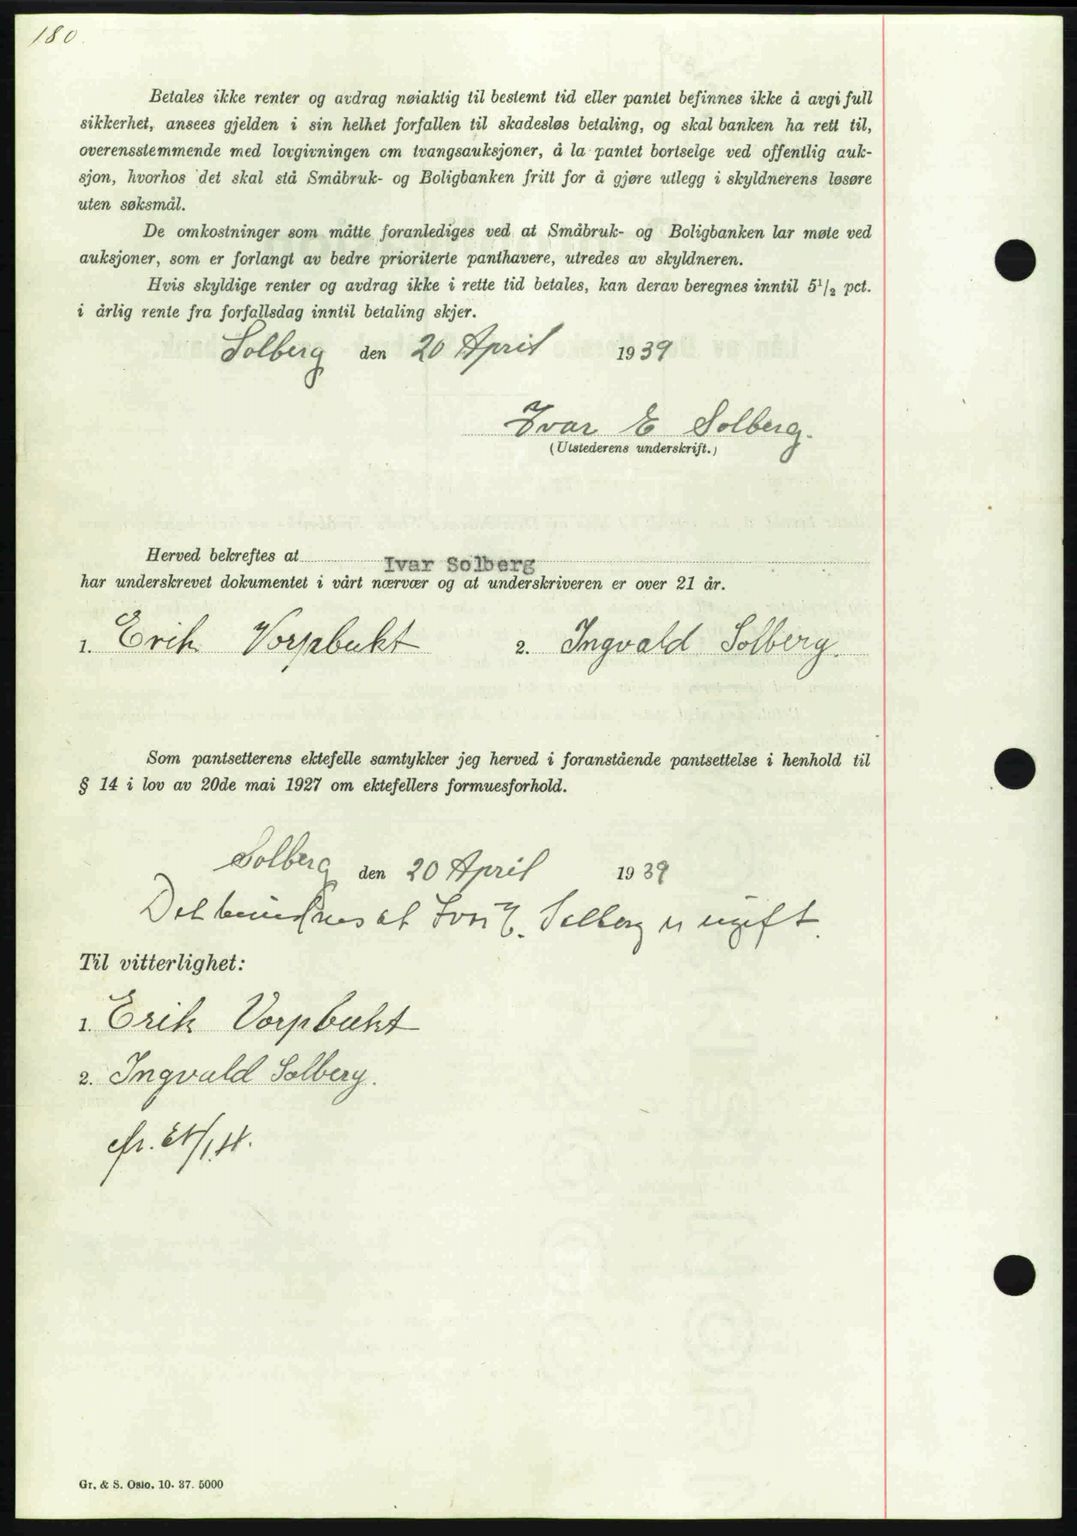 180.
Betales ikke renter og avdrag nøiaktig til bestemt tid eller pantet befinnes ikke å avgi full
sikkerhet, ansees gjelden i sin helhet forfallen til skadesløs betaling, og skal banken ha rett til,
overensstemmende med lovgivningen om tvangsauksjoner, å la pantet bortselge ved offentlig auk-
sjon, hvorhos det skal stå Småbruk- og Boligbanken fritt for å gjøre utlegg i skyldnerens løsøre
uten søksmål.
De omkostninger som måtte foranlediges ved at Småbruk- og Boligbanken lar møte ved
auksjoner, som er forlangt av bedre prioriterte panthavere, utredes av skyldneren.
Hvis skyldige renter og avdrag ikke i rette tid betales, kan derav beregnes inntil 5½ pct.
i årlig rente fra forfallsdag inntil betaling skjer.
Solberg den 20 April 1939
Ivar E Solberg.
(Utstederens underskrift.)
Herved bekreftes at Ivar Solberg
har underskrevet dokumentet i vårt nærvær og at underskriveren er over 21 år.
1. Erik Vorpbukt 2. Ingvald Solberg.
Som pantsetterens ektefelle samtykker jeg herved i foranstående pantsettelse i henhold til
§ 14 i lov av 20de mai 1927 om ektefellers formuesforhold.
Solberg den 20 April 1939
Det at Solberg er ugift.
Til vitterlighet:
1. Erik Vorpbukt
2. Ingvald Solberg.
Gr. & S. Oslo. 10. 37. 5000